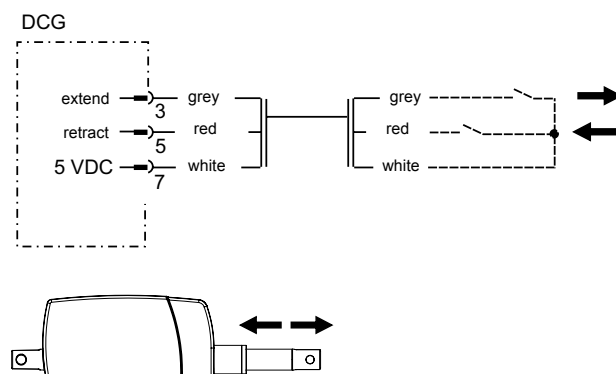 DCG
extend 3 grey grey
retract 5 red red
5 VDC 7 white white